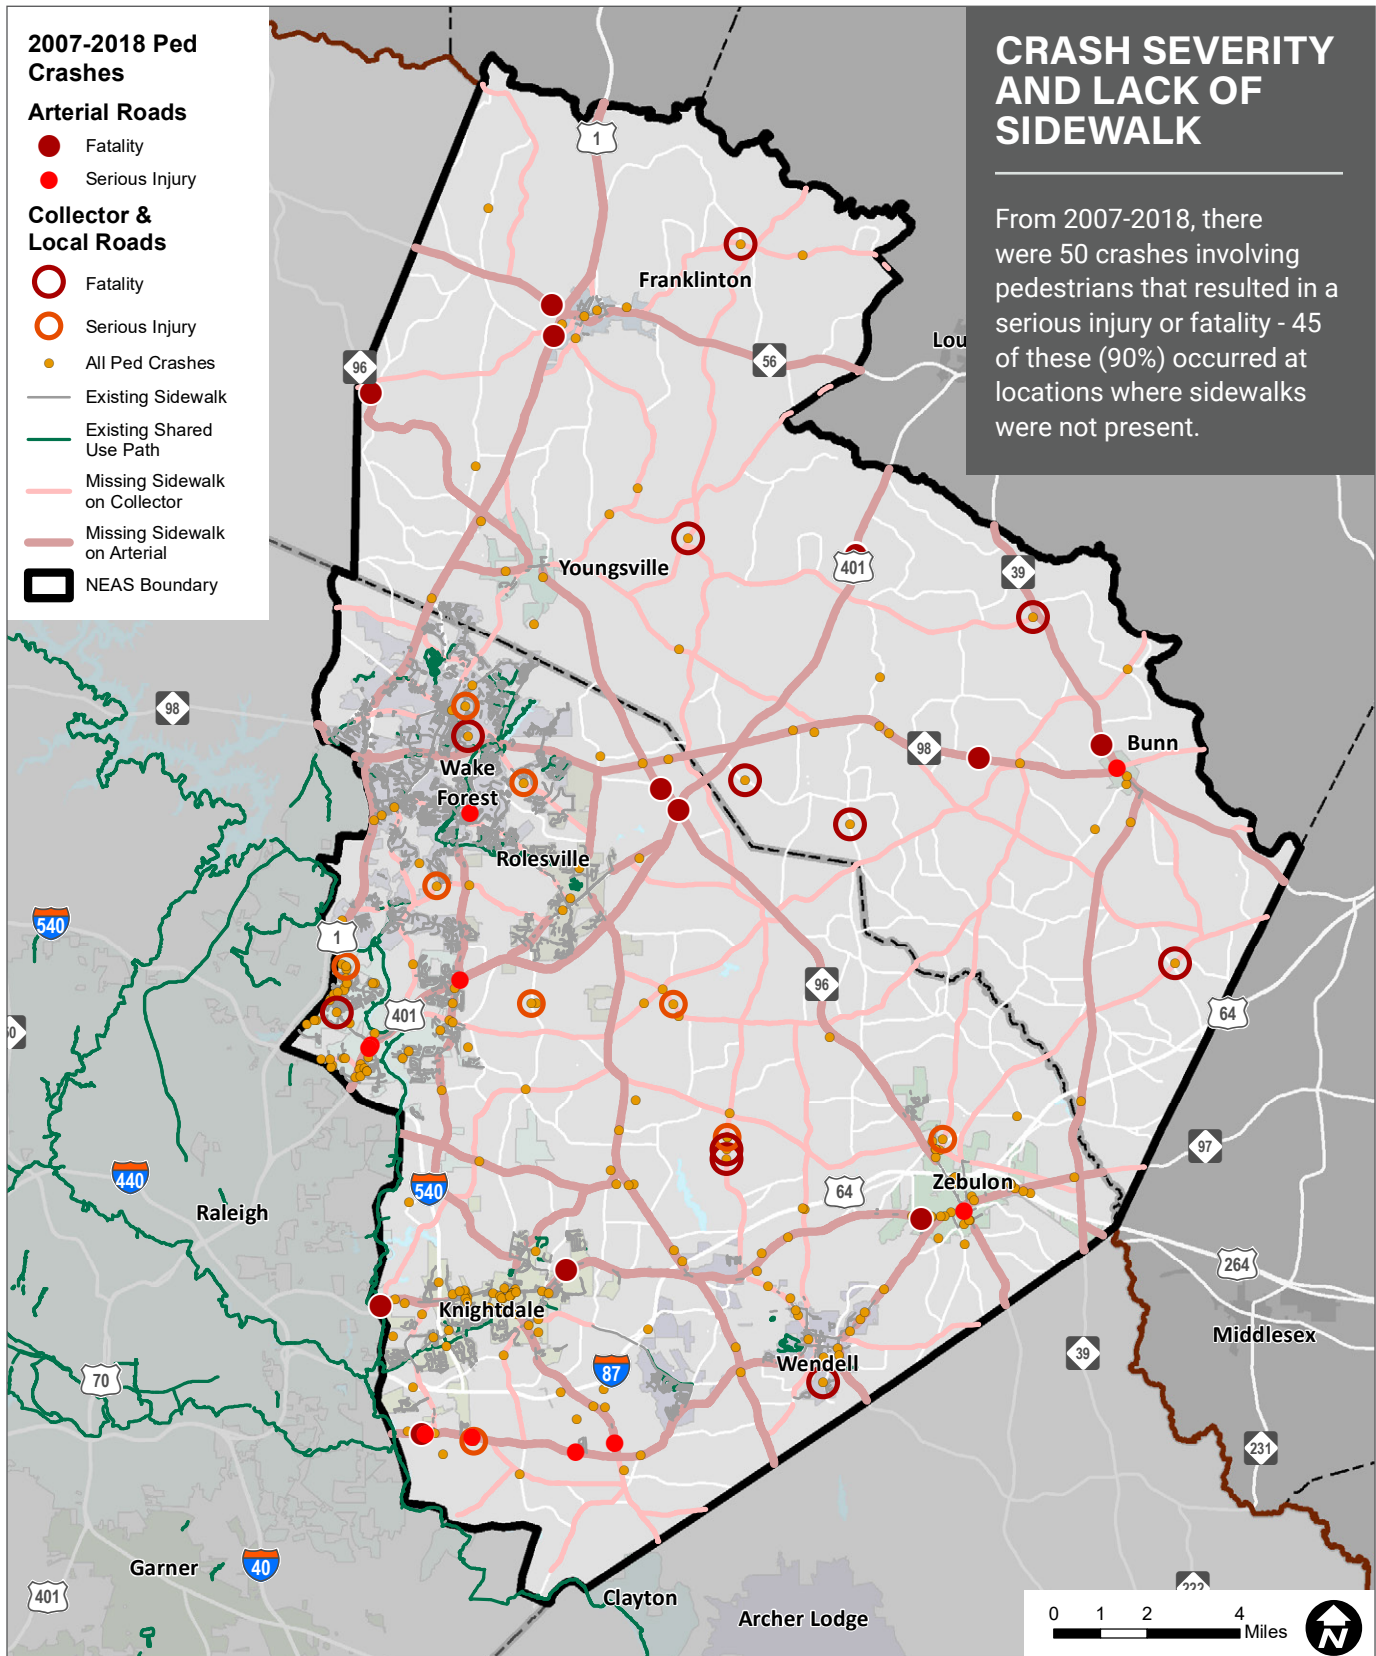 2007-2018 Ped
Crashes
Arterial Roads
Fatality
Serious Injury
Collector &
Local Roads
Fatality
Serious Injury
All Ped Crashes
Existing Sidewalk
Existing Shared
Use Path
Missing Sidewalk
on Collector
Missing Sidewalk
on Arterial
NEAS Boundary
CRASH SEVERITY
AND LACK OF
SIDEWALK
From 2007-2018, there
were 50 crashes involving
pedestrians that resulted in a
serious injury or fatality - 45
of these (90%) occurred at
locations where sidewalks
were not present.
1
Franklinton
Lou
56
96
Youngsville
401
39
98
98
Bunn
Wake
Forest
Rolesville
540
1
401
96
64
97
440
540
Raleigh
64
Zebulon
264
Knightdale
Middlesex
39
Wendell
87
70
231
Garner
40
401
Clayton
Archer Lodge
222
0 1 2 4
Miles
N